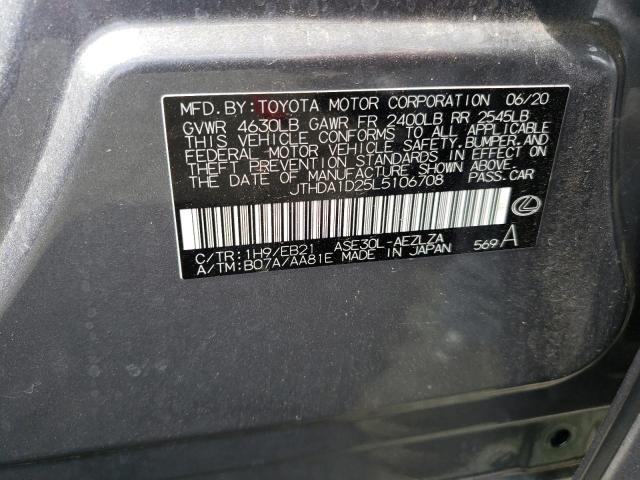 MFD. BY: TOYOTA MOTOR CORPORATION 06/20
GVWR 4630LB GAWR FR 2400LB RR 2545LB
THIS VEHICLE CONFORMS TO ALL APPLICABLE
FEDERAL MOTOR VEHICLE SAFETY, BUMPER, AND
THEFT PREVENTION STANDARDS IN EFFECT ON
THE DATE OF MANUFACTURE SHOWN ABOVE.
JTHDA1D25L5106708 PASS. CAR
C/TR: 1H9/EB21 ASE30L-AEZLZA
A/TM: B07A/AA81E MADE IN JAPAN 569 A